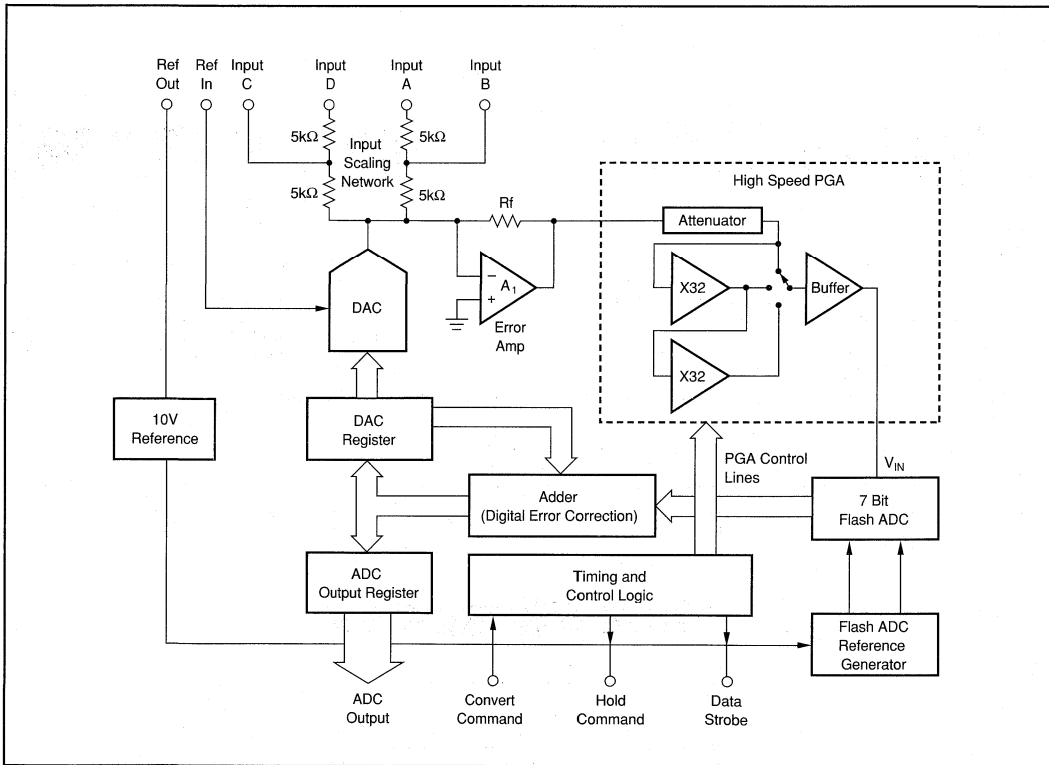 Ref Out
Ref In
Input C
Input D
Input A
Input B
5kΩ
5kΩ
Input Scaling Network
5kΩ
5kΩ
Rf
High Speed PGA
Attenuator
X32
Buffer
X32
DAC
−
+
A1
Error Amp
10V Reference
DAC Register
PGA Control Lines
VIN
Adder (Digital Error Correction)
7 Bit Flash ADC
ADC Output Register
Timing and Control Logic
Flash ADC Reference Generator
ADC Output
Convert Command
Hold Command
Data Strobe